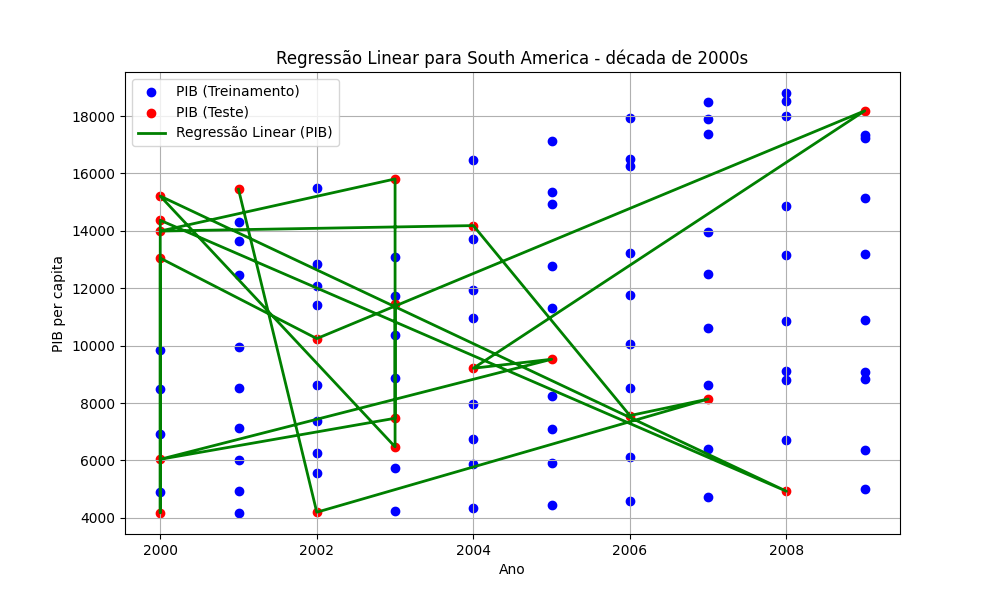 Regressão Linear para South America - década de 2000s
PIB (Treinamento)
PIB (Teste)
Regressão Linear (PIB)
PIB per capita
18000
16000
14000
12000
10000
8000
6000
4000
2000 2002 2004 2006 2008
Ano